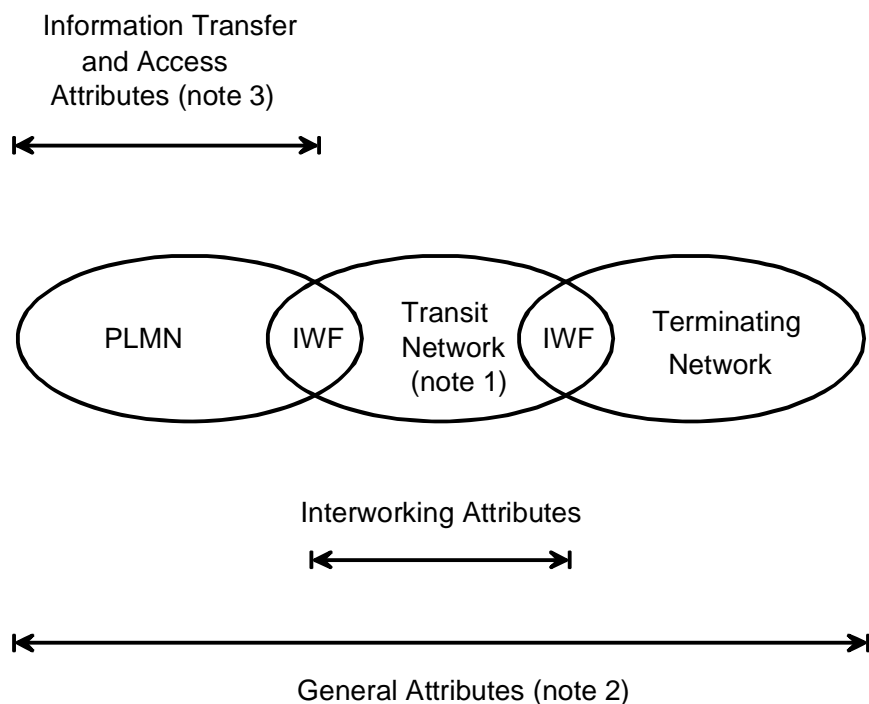 Information Transfer
and Access
Attributes (note 3)
PLMN
IWF
Transit
Network
(note 1)
IWF
Terminating
Network
Interworking Attributes
General Attributes (note 2)